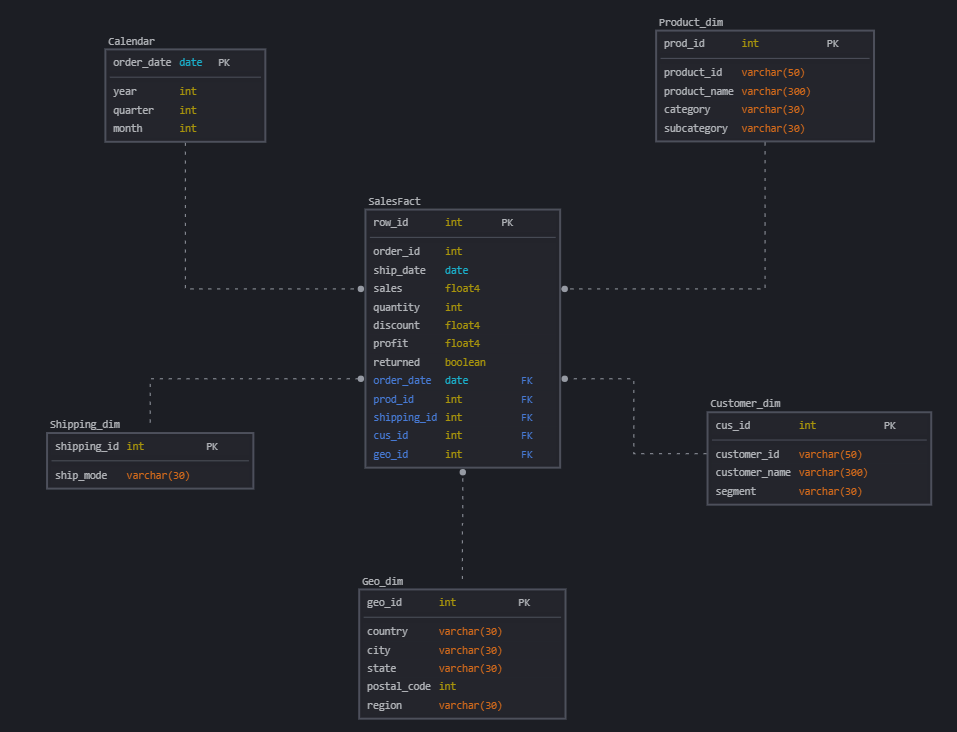 Calendar
order_date date PK
year int
quarter int
month int
Product_dim
prod_id int PK
product_id varchar(50)
product_name varchar(300)
category varchar(30)
subcategory varchar(30)
SalesFact
row_id int PK
order_id int
ship_date date
sales float4
quantity int
discount float4
profit float4
returned boolean
order_date date FK
prod_id int FK
shipping_id int FK
cus_id int FK
geo_id int FK
Shipping_dim
shipping_id int PK
ship_mode varchar(30)
Customer_dim
cus_id int PK
customer_id varchar(50)
customer_name varchar(300)
segment varchar(30)
Geo_dim
geo_id int PK
country varchar(30)
city varchar(30)
state varchar(30)
postal_code int
region varchar(30)